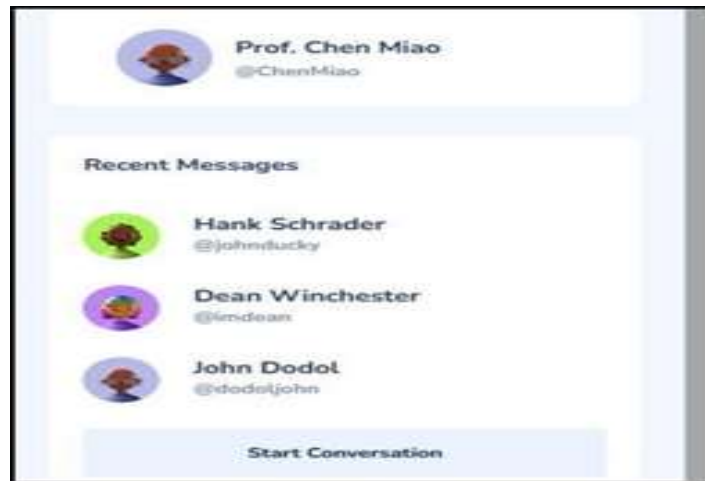 Prof. Chen Miao
@ChenMiao
Recent Messages
Hank Schrader
@johnducky
Dean Winchester
@imdean
John Dodol
@dodoljohn
Start Conversation